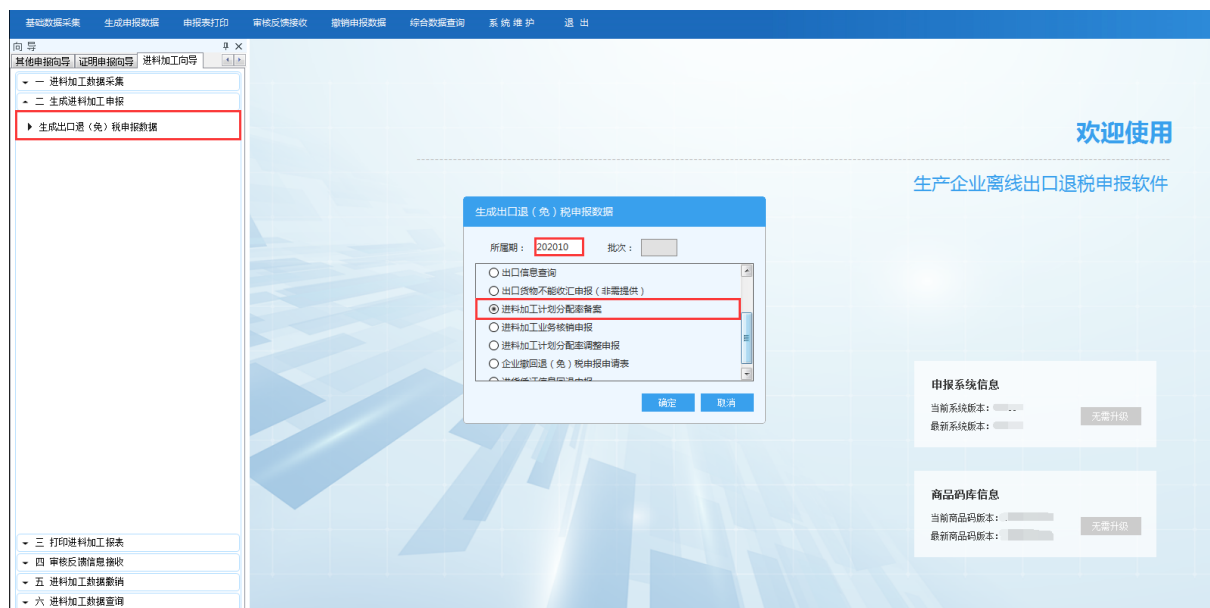 基础数据采集 生成申报数据 申报表打印 审核反馈接收 撤销申报数据 综合数据查询 系统维护 退出
向导
其他申报向导 证明申报向导 进料加工向导
一 进料加工数据采集
二 生成进料加工申报
生成出口退（免）税申报数据
三 打印进料加工报表
四 审核反馈信息接收
五 进料加工数据撤销
六 进料加工数据查询
欢迎使用
生产企业离线出口退税申报软件
生成出口退（免）税申报数据
所属期： 202010 批次：
出口信息查询
出口货物不能收汇申报（非需提供）
进料加工计划分配率备案
进料加工业务核销申报
进料加工计划分配率调整申报
企业撤回退（免）税申报申请表
确定 取消
申报系统信息
当前系统版本：
最新系统版本：
无需升级
商品码库信息
当前商品码版本：
最新商品码版本：
无需升级